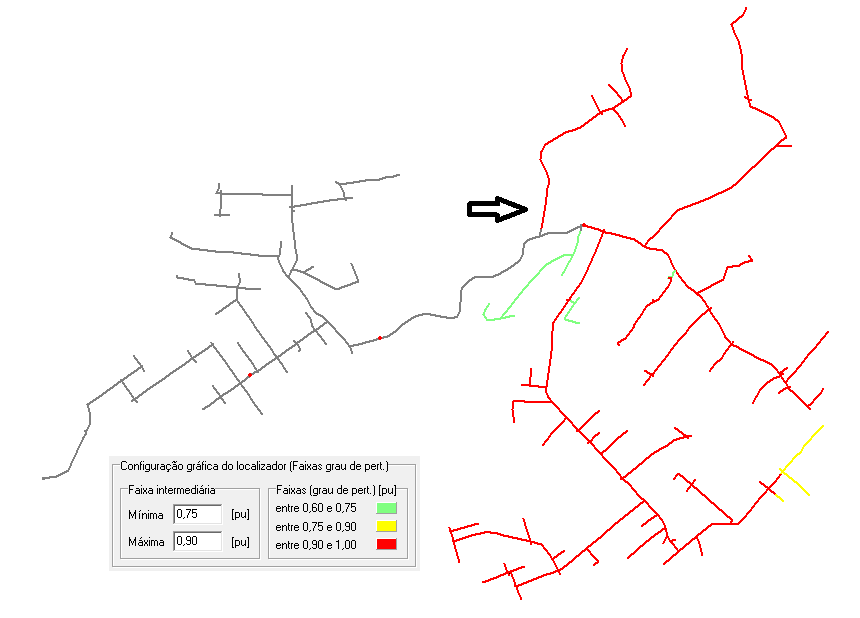 Configuração gráfica do localizador (Faixas grau de pert.)
Faixa intermediária
Mínima 0,75 [pu]
Máxima 0,90 [pu]
Faixas (grau de pert.) [pu]
entre 0,60 e 0,75
entre 0,75 e 0,90
entre 0,90 e 1,00